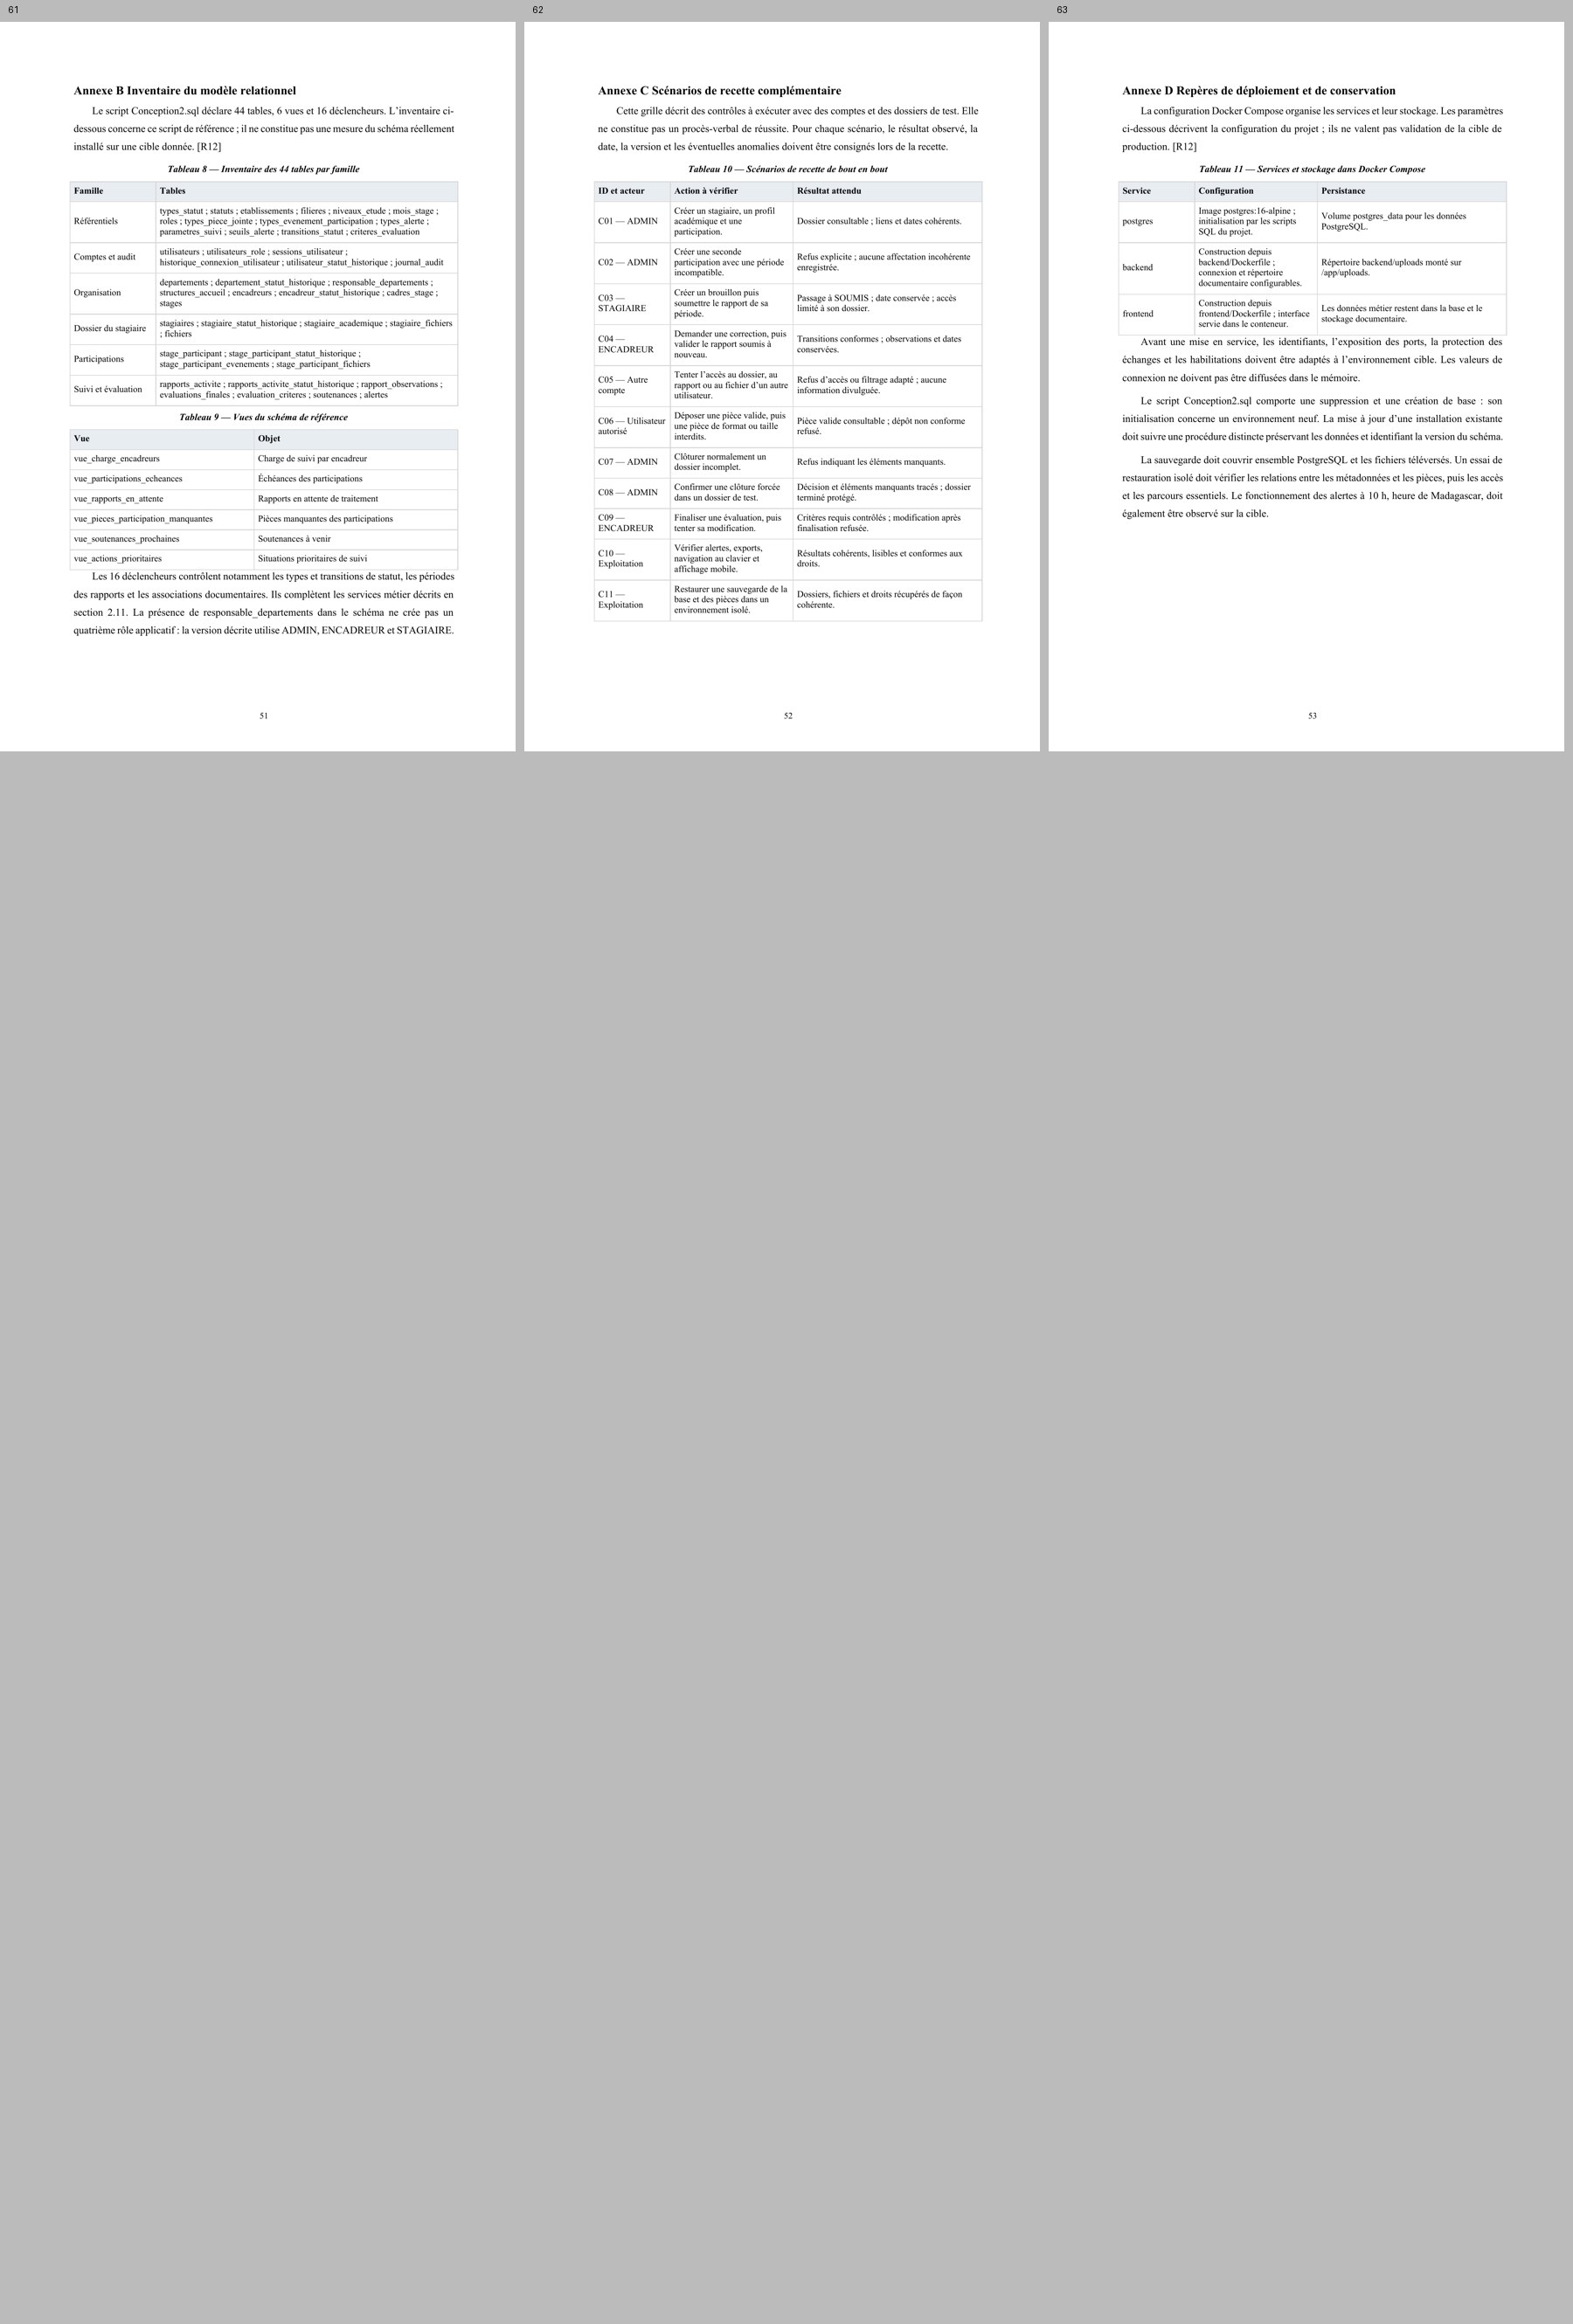 61
Annexe B Inventaire du modèle relationnel
Le script Conception2.sql déclare 44 tables, 6 vues et 16 déclencheurs. L’inventaire ci-
dessous concerne ce script de référence ; il ne constitue pas une mesure du schéma réellement
installé sur une cible donnée. [R12]
Tableau 8 — Inventaire des 44 tables par famille
Famille Tables
Référentiels
types_statut ; statuts ; etablissements ; filieres ; niveaux_etude ; mois_stage ;
roles ; types_piece_jointe ; types_evenement_participation ; types_alerte ;
parametres_suivi ; seuils_alerte ; transitions_statut ; criteres_evaluation
Comptes et audit
utilisateurs ; utilisateurs_role ; sessions_utilisateur ;
historique_connexion_utilisateur ; utilisateur_statut_historique ; journal_audit
Organisation
departements ; departement_statut_historique ; responsable_departements ;
structures_accueil ; encadreurs ; encadreur_statut_historique ; cadres_stage ;
stages
Dossier du stagiaire
stagiaires ; stagiaire_statut_historique ; stagiaire_academique ; stagiaire_fichiers
; fichiers
Participations
stage_participant ; stage_participant_statut_historique ;
stage_participant_evenements ; stage_participant_fichiers
Suivi et évaluation
rapports_activite ; rapports_activite_statut_historique ; rapport_observations ;
evaluations_finales ; evaluation_criteres ; soutenances ; alertes
Tableau 9 — Vues du schéma de référence
Vue Objet
vue_charge_encadreurs Charge de suivi par encadreur
vue_participations_echeances Échéances des participations
vue_rapports_en_attente Rapports en attente de traitement
vue_pieces_participation_manquantes Pièces manquantes des participations
vue_soutenances_prochaines Soutenances à venir
vue_actions_prioritaires Situations prioritaires de suivi
Les 16 déclencheurs contrôlent notamment les types et transitions de statut, les périodes
des rapports et les associations documentaires. Ils complètent les services métier décrits en
section 2.11. La présence de responsable_departements dans le schéma ne crée pas un
quatrième rôle applicatif : la version décrite utilise ADMIN, ENCADREUR et STAGIAIRE.
51
62
Annexe C Scénarios de recette complémentaire
Cette grille décrit des contrôles à exécuter avec des comptes et des dossiers de test. Elle
ne constitue pas un procès-verbal de réussite. Pour chaque scénario, le résultat observé, la
date, la version et les éventuelles anomalies doivent être consignés lors de la recette.
Tableau 10 — Scénarios de recette de bout en bout
ID et acteur Action à vérifier Résultat attendu
C01 — ADMIN
Créer un stagiaire, un profil
académique et une
participation.
Dossier consultable ; liens et dates cohérents.
C02 — ADMIN
Créer une seconde
participation avec une période
incompatible.
Refus explicite ; aucune affectation incohérente
enregistrée.
C03 —
STAGIAIRE
Créer un brouillon puis
soumettre le rapport de sa
période.
Passage à SOUMIS ; date conservée ; accès
limité à son dossier.
C04 —
ENCADREUR
Demander une correction, puis
valider le rapport soumis à
nouveau.
Transitions conformes ; observations et dates
conservées.
C05 — Autre
compte
Tenter l’accès au dossier, au
rapport ou au fichier d’un autre
utilisateur.
Refus d’accès ou filtrage adapté ; aucune
information divulguée.
C06 — Utilisateur
autorisé
Déposer une pièce valide, puis
une pièce de format ou taille
interdits.
Pièce valide consultable ; dépôt non conforme
refusé.
C07 — ADMIN
Clôturer normalement un
dossier incomplet.
Refus indiquant les éléments manquants.
C08 — ADMIN
Confirmer une clôture forcée
dans un dossier de test.
Décision et éléments manquants tracés ; dossier
terminé protégé.
C09 —
ENCADREUR
Finaliser une évaluation, puis
tenter sa modification.
Critères requis contrôlés ; modification après
finalisation refusée.
C10 —
Exploitation
Vérifier alertes, exports,
navigation au clavier et
affichage mobile.
Résultats cohérents, lisibles et conformes aux
droits.
C11 —
Exploitation
Restaurer une sauvegarde de la
base et des pièces dans un
environnement isolé.
Dossiers, fichiers et droits récupérés de façon
cohérente.
52
63
Annexe D Repères de déploiement et de conservation
La configuration Docker Compose organise les services et leur stockage. Les paramètres
ci-dessous décrivent la configuration du projet ; ils ne valent pas validation de la cible de
production. [R12]
Tableau 11 — Services et stockage dans Docker Compose
Service Configuration Persistance
postgres
Image postgres:16-alpine ;
initialisation par les scripts
SQL du projet.
Volume postgres_data pour les données
PostgreSQL.
backend
Construction depuis
backend/Dockerfile ;
connexion et répertoire
documentaire configurables.
Répertoire backend/uploads monté sur
/app/uploads.
frontend
Construction depuis
frontend/Dockerfile ; interface
servie dans le conteneur.
Les données métier restent dans la base et le
stockage documentaire.
Avant une mise en service, les identifiants, l’exposition des ports, la protection des
échanges et les habilitations doivent être adaptés à l’environnement cible. Les valeurs de
connexion ne doivent pas être diffusées dans le mémoire.
Le script Conception2.sql comporte une suppression et une création de base : son
initialisation concerne un environnement neuf. La mise à jour d’une installation existante
doit suivre une procédure distincte préservant les données et identifiant la version du schéma.
La sauvegarde doit couvrir ensemble PostgreSQL et les fichiers téléversés. Un essai de
restauration isolé doit vérifier les relations entre les métadonnées et les pièces, puis les accès
et les parcours essentiels. Le fonctionnement des alertes à 10 h, heure de Madagascar, doit
également être observé sur la cible.
53